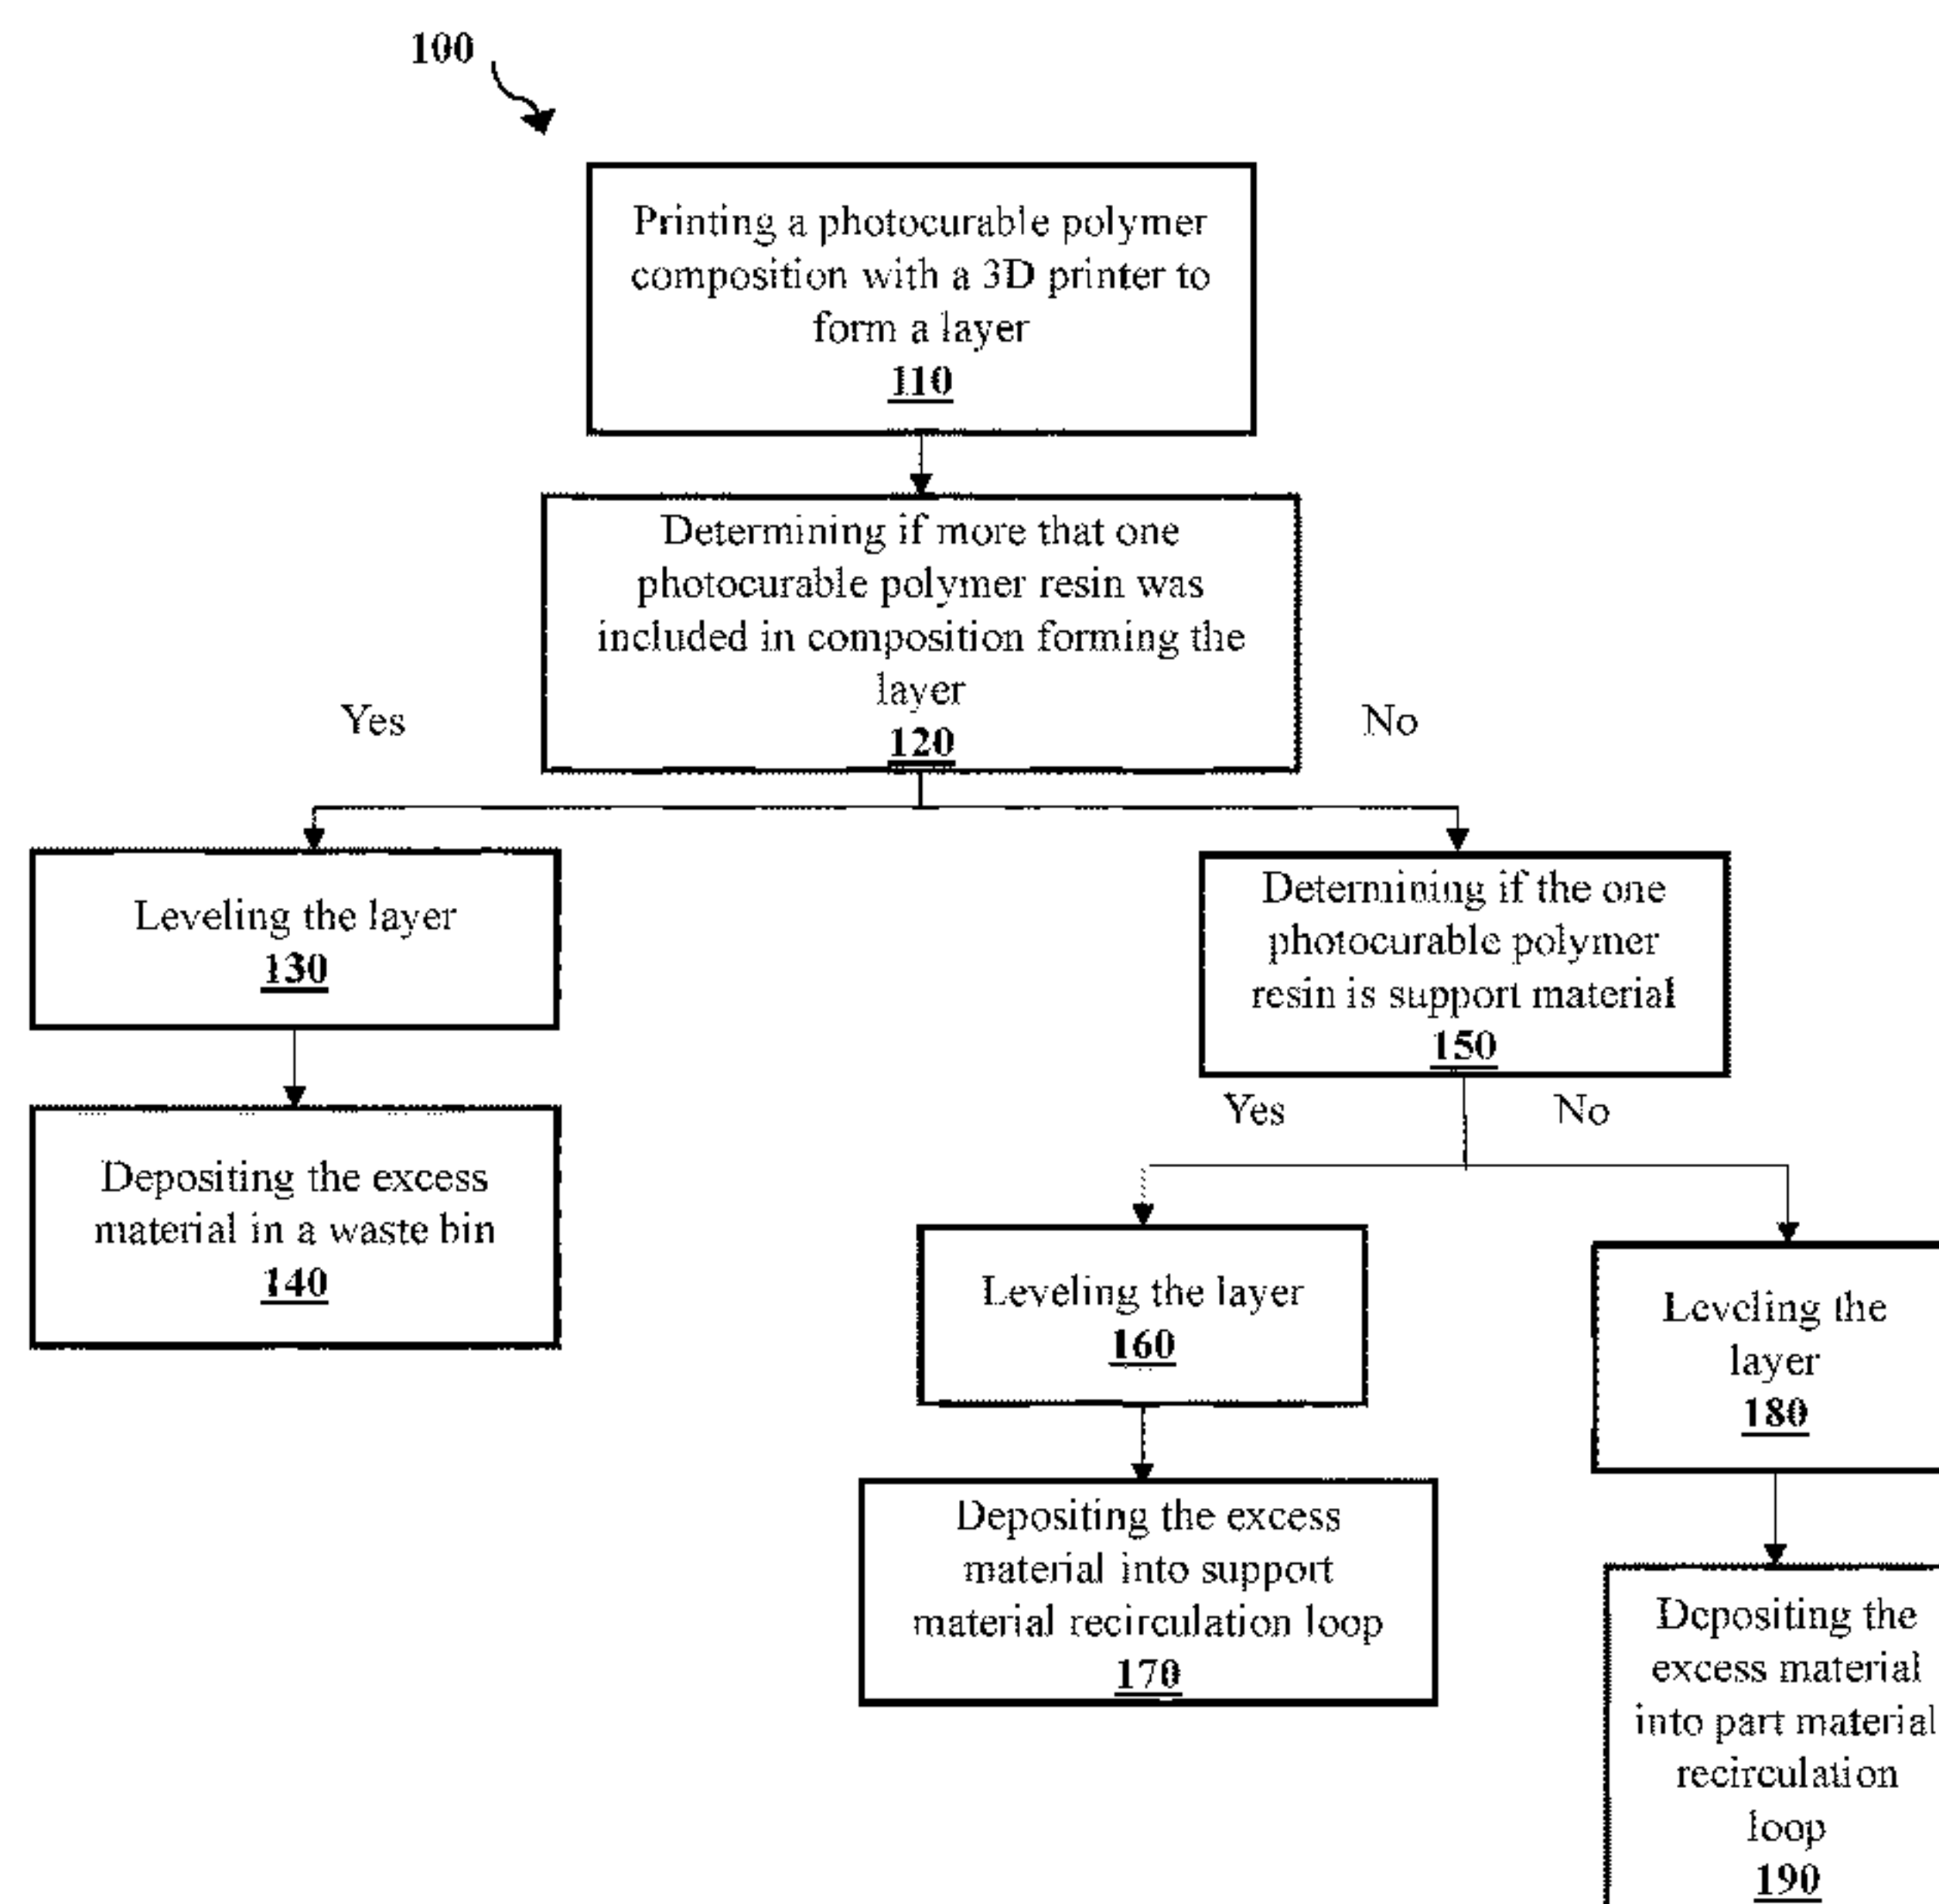 100
Printing a photocurable polymer
composition with a 3D printer to
form a layer
110
Determining if more that one
photocurable polymer resin was
included in composition forming the
layer
120
Yes
No
Leveling the layer
130
Determining if the one
photocurable polymer
resin is support material
150
Depositing the excess
material in a waste bin
140
Yes
No
Leveling the layer
160
Leveling the
layer
180
Depositing the excess
material into support
material recirculation loop
170
Depositing the
excess material
into part material
recirculation
loop
190